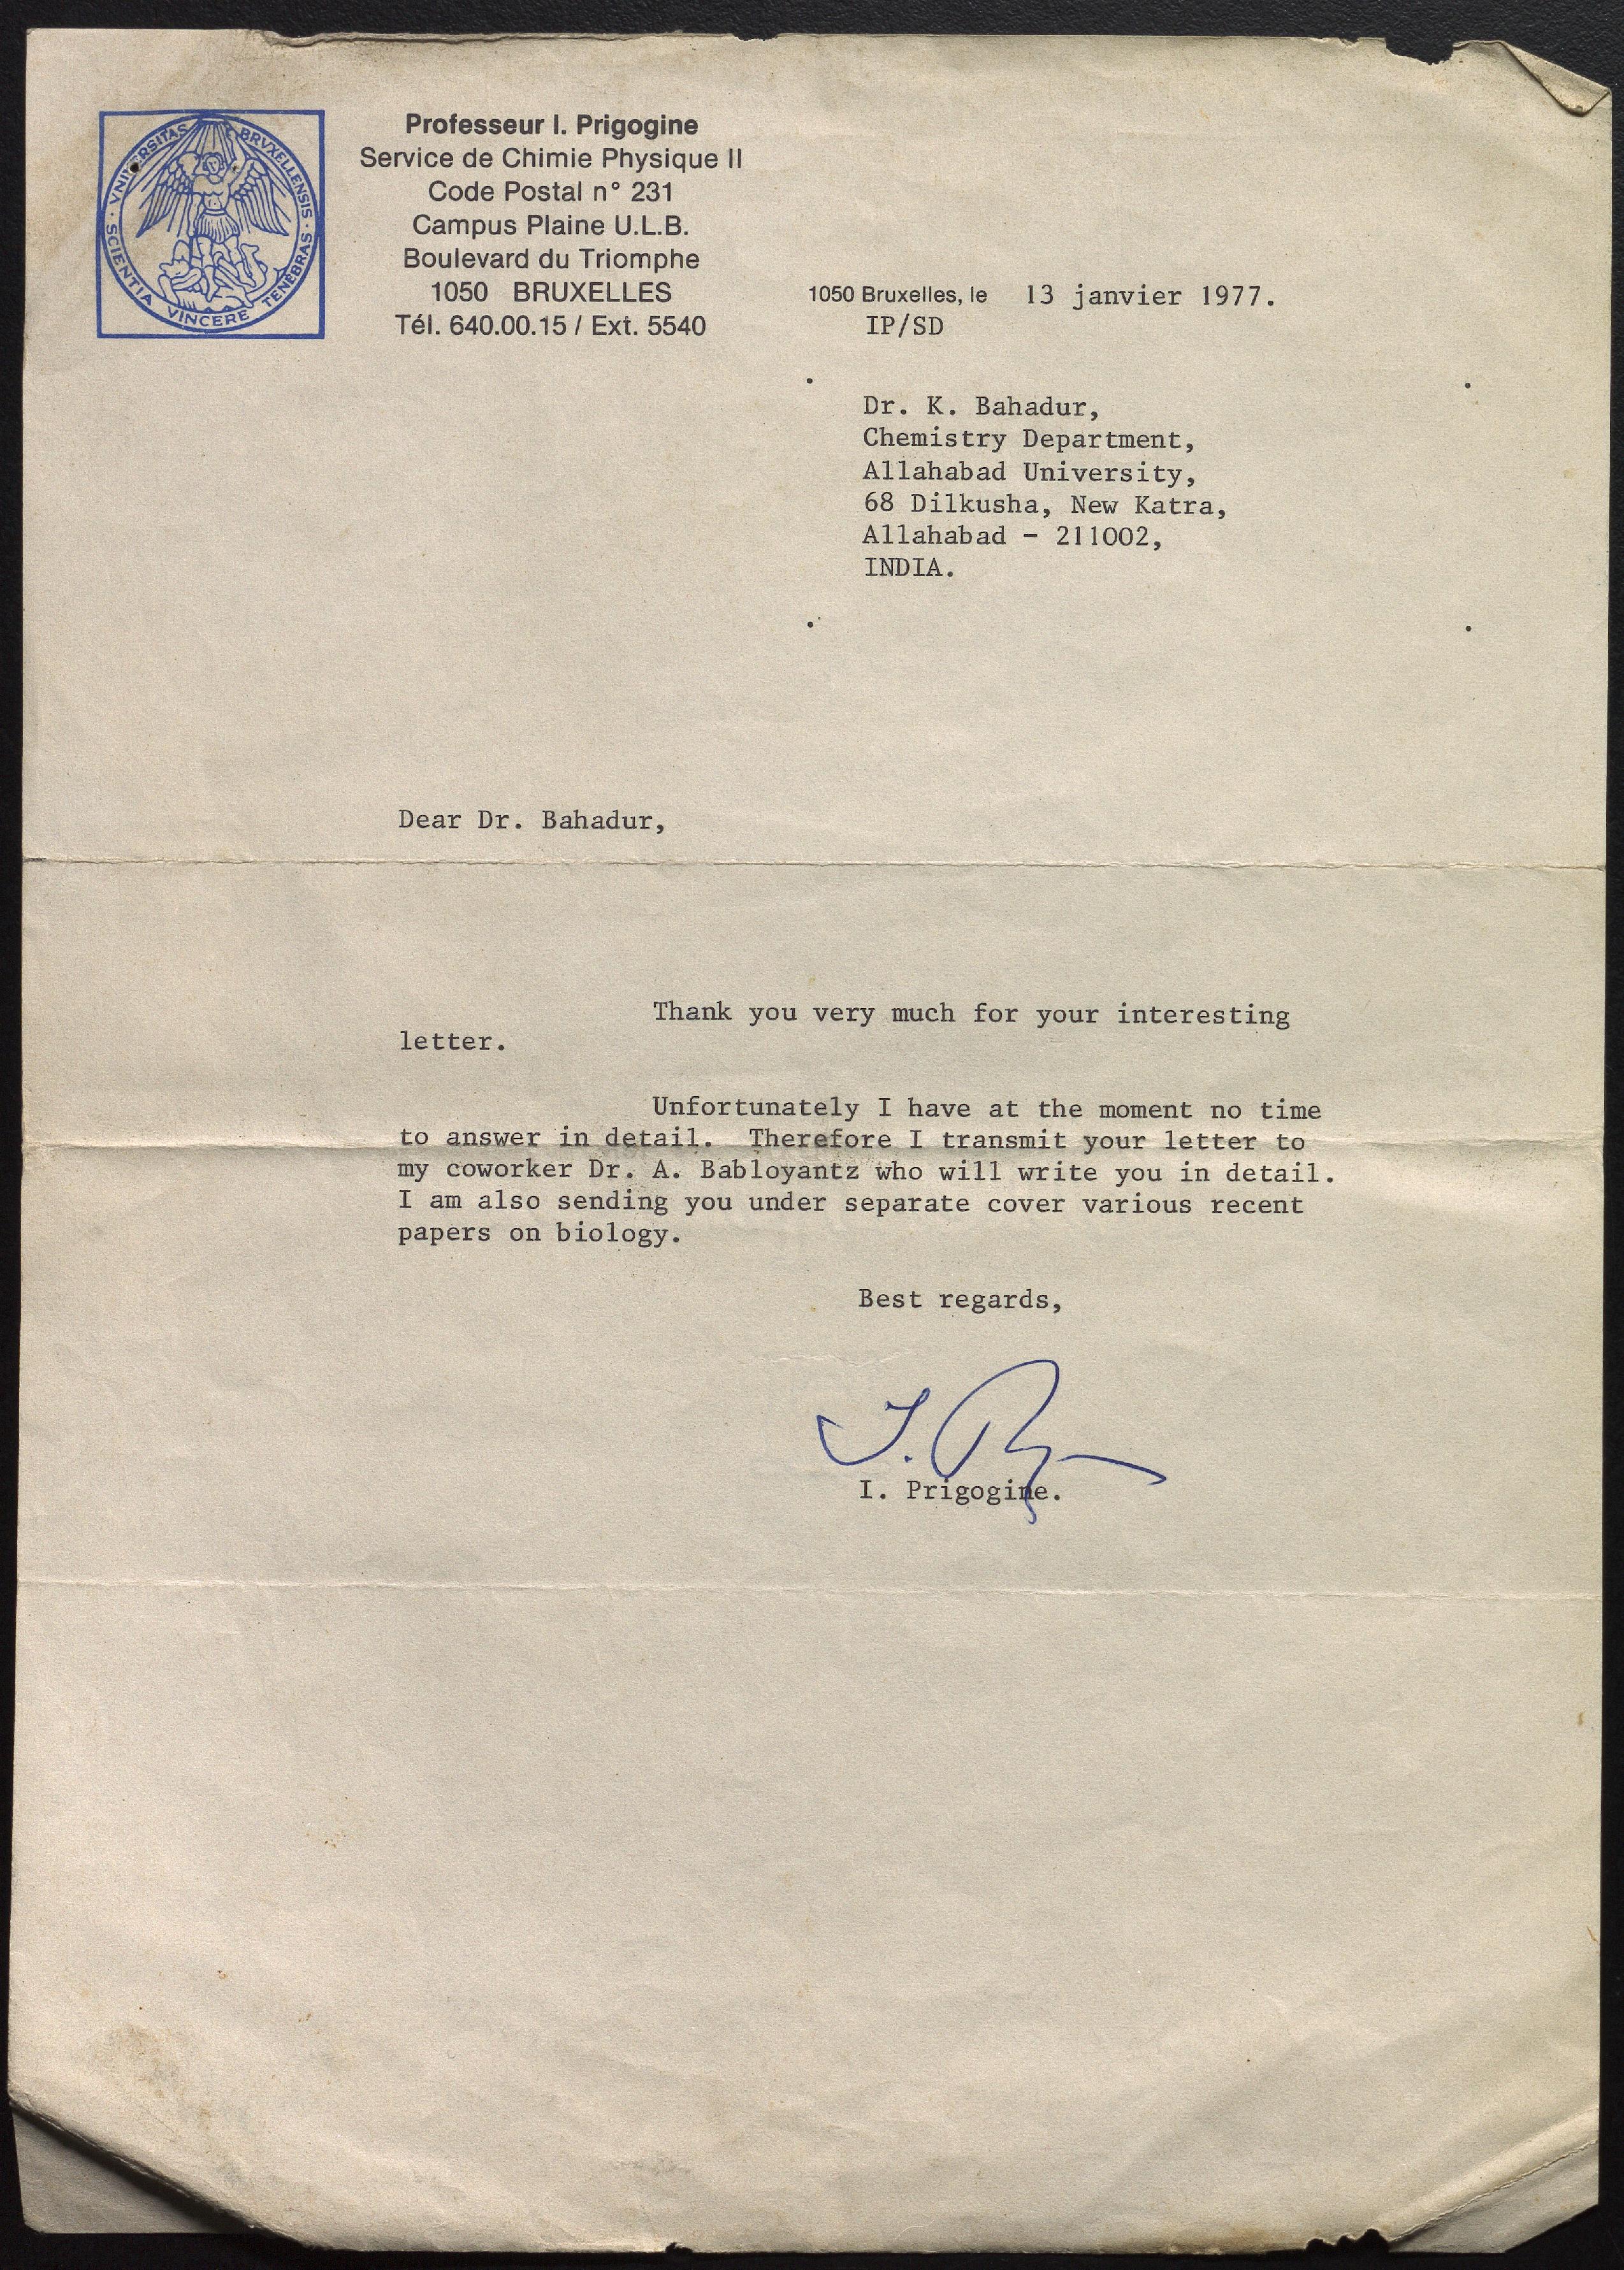 VNIVERSITAS BRVXELLENSIS
SCIENTIA VINCERE TENEBRAS
Professeur I. Prigogine
Service de Chimie Physique II
Code Postal n° 231
Campus Plaine U.L.B.
Boulevard du Triomphe
1050 BRUXELLES
Tél. 640.00.15 / Ext. 5540
1050 Bruxelles, le 13 janvier 1977.
IP/SD
Dr. K. Bahadur,
Chemistry Department,
Allahabad University,
68 Dilkusha, New Katra,
Allahabad - 211002,
INDIA.
Dear Dr. Bahadur,
Thank you very much for your interesting
letter.
Unfortunately I have at the moment no time
to answer in detail. Therefore I transmit your letter to
my coworker Dr. A. Babloyantz who will write you in detail.
I am also sending you under separate cover various recent
papers on biology.
Best regards,
I. Prigogine.